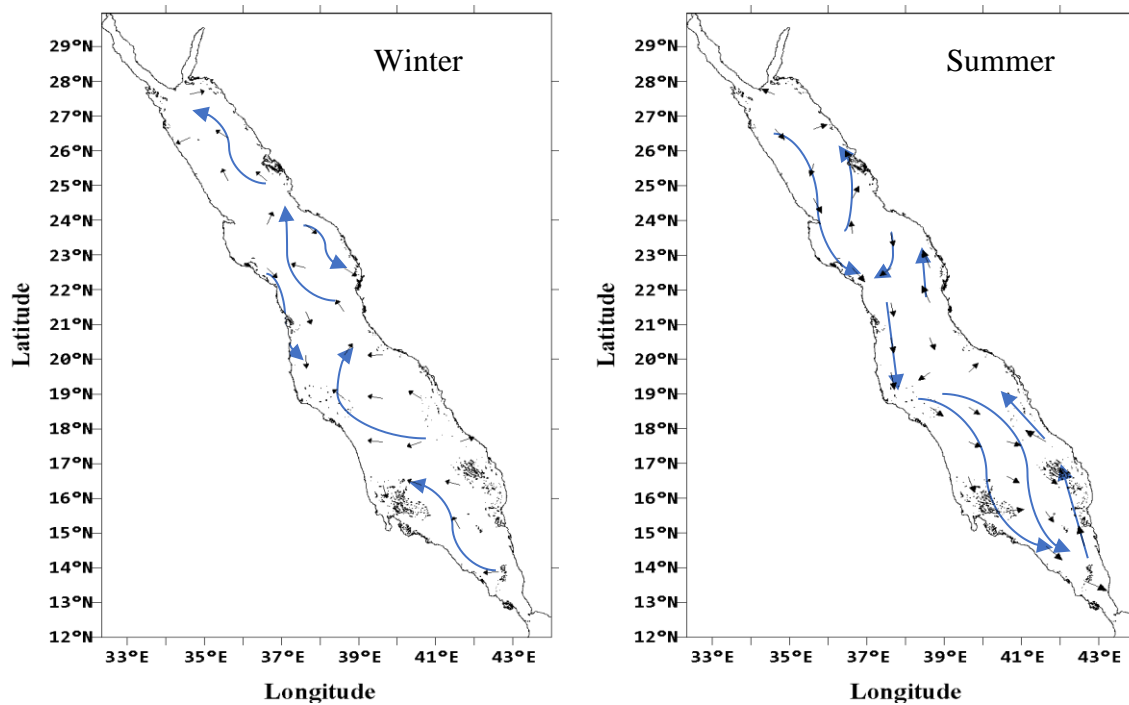 Winter
29°N
28°N
27°N
26°N
25°N
24°N
23°N
22°N
21°N
20°N
19°N
18°N
17°N
16°N
15°N
14°N
13°N
12°N
Latitude
33°E 35°E 37°E 39°E 41°E 43°E
Longitude
Summer
29°N
28°N
27°N
26°N
25°N
24°N
23°N
22°N
21°N
20°N
19°N
18°N
17°N
16°N
15°N
14°N
13°N
12°N
Latitude
33°E 35°E 37°E 39°E 41°E 43°E
Longitude